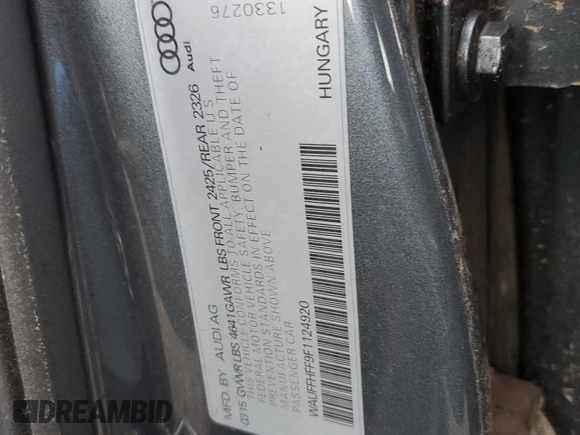 1330276
Audi
MFD. BY AUDI AG
03.15 GVWR LBS 4641 GAWR LBS FRONT 2425/REAR 2326
THIS VEHICLE CONFORMS TO ALL APPLICABLE U S
FEDERAL MOTOR VEHICLE SAFETY, BUMPER AND THEFT
PREVENTION STANDARDS IN EFFECT ON THE DATE OF
MANUFACTURE SHOWN ABOVE
PASSENGER CAR
HUNGARY
WAUFFHFF9F1124920
DREAMBID